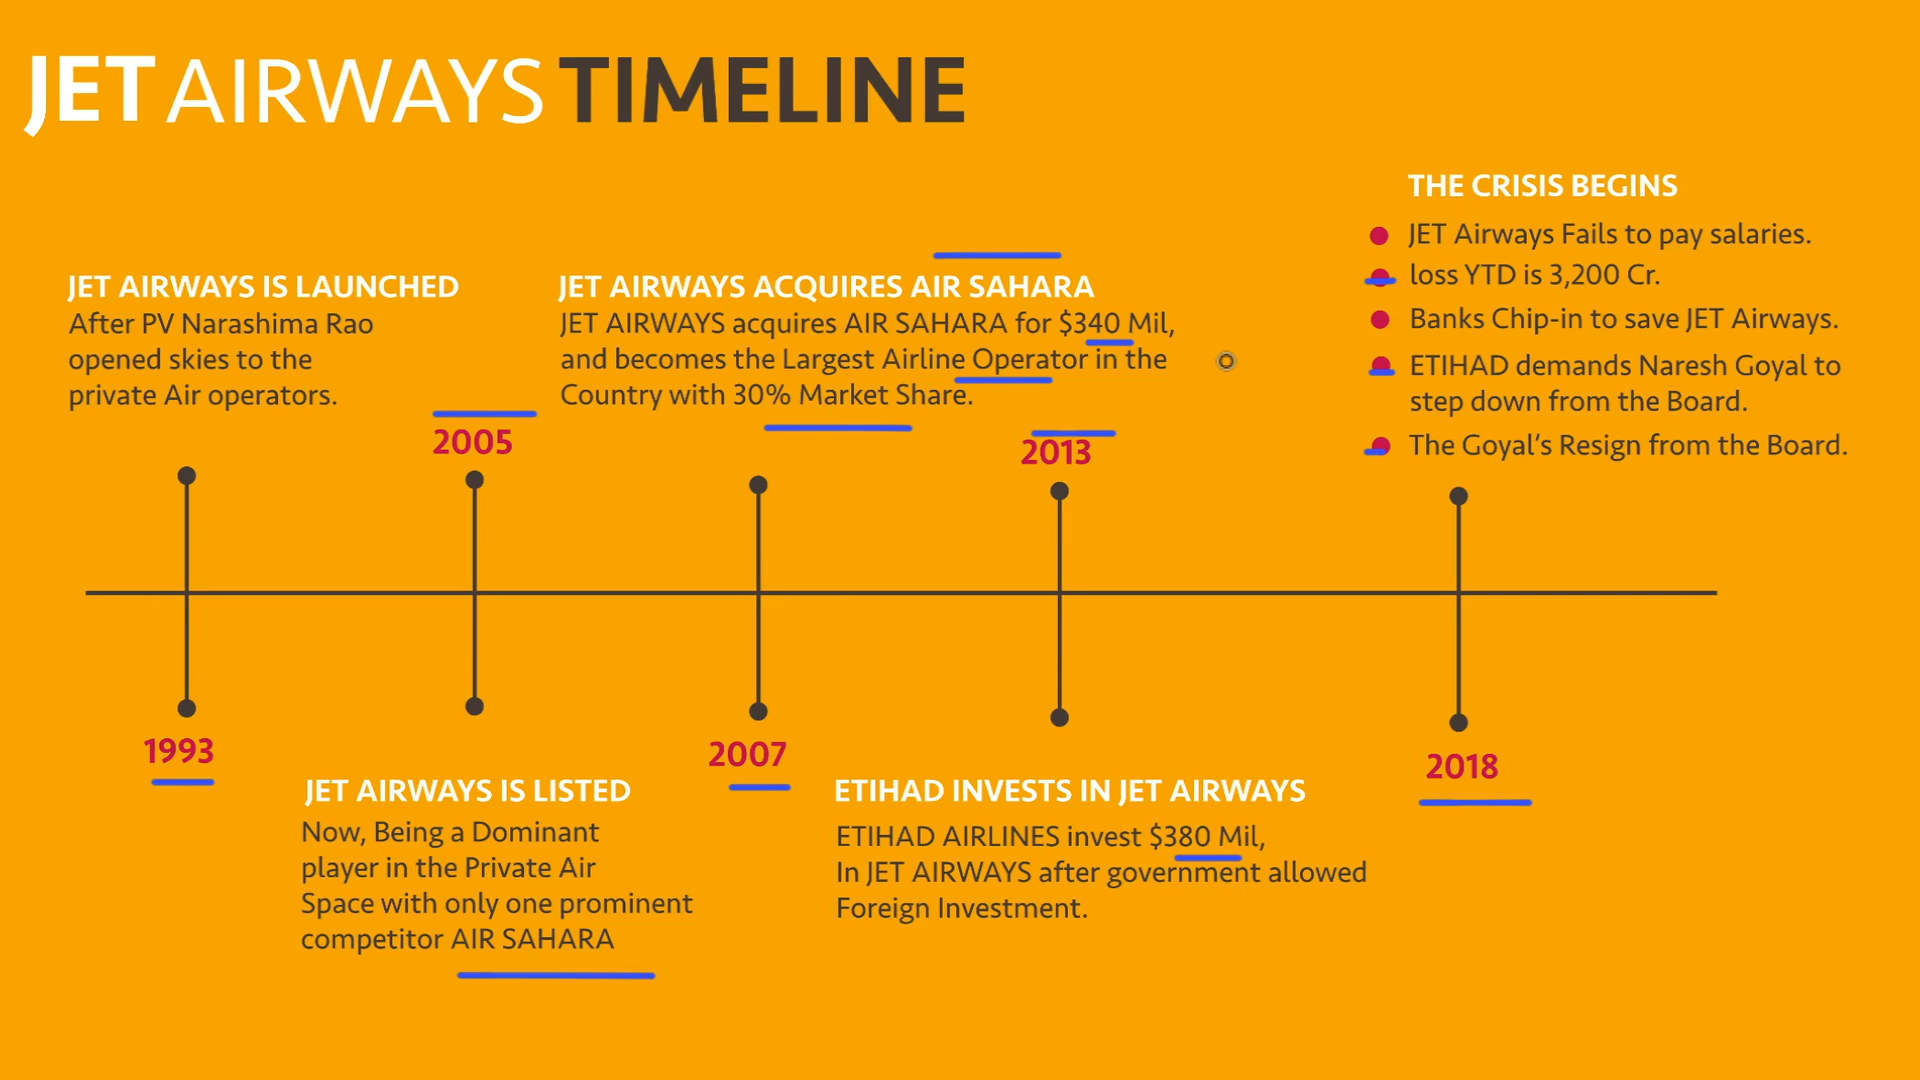 JET AIRWAYS TIMELINE
JET AIRWAYS IS LAUNCHED
After PV Narashima Rao
opened skies to the
private Air operators.
1993
2005
JET AIRWAYS IS LISTED
Now, Being a Dominant
player in the Private Air
Space with only one prominent
competitor AIR SAHARA
JET AIRWAYS ACQUIRES AIR SAHARA
JET AIRWAYS acquires AIR SAHARA for $340 Mil,
and becomes the Largest Airline Operator in the
Country with 30% Market Share.
2007
2013
ETIHAD INVESTS IN JET AIRWAYS
ETIHAD AIRLINES invest $380 Mil,
In JET AIRWAYS after government allowed
Foreign Investment.
THE CRISIS BEGINS
JET Airways Fails to pay salaries.
loss YTD is 3,200 Cr.
Banks Chip-in to save JET Airways.
ETIHAD demands Naresh Goyal to
step down from the Board.
The Goyal's Resign from the Board.
2018